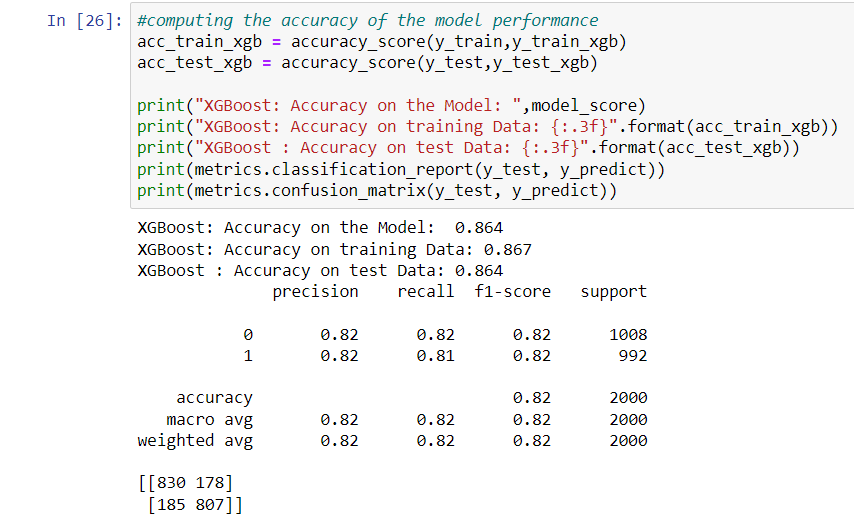 In [26]: #computing the accuracy of the model performance
acc_train_xgb = accuracy_score(y_train,y_train_xgb)
acc_test_xgb = accuracy_score(y_test,y_test_xgb)
print("XGBoost: Accuracy on the Model: ",model_score)
print("XGBoost: Accuracy on training Data: {:.3f}".format(acc_train_xgb))
print("XGBoost : Accuracy on test Data: {:.3f}".format(acc_test_xgb))
print(metrics.classification_report(y_test, y_predict))
print(metrics.confusion_matrix(y_test, y_predict))
XGBoost: Accuracy on the Model:  0.864
XGBoost: Accuracy on training Data: 0.867
XGBoost : Accuracy on test Data: 0.864
precision recall f1-score support
0 0.82 0.82 0.82 1008
1 0.82 0.81 0.82 992
accuracy 0.82 2000
macro avg 0.82 0.82 0.82 2000
weighted avg 0.82 0.82 0.82 2000
[[830 178]
[185 807]]